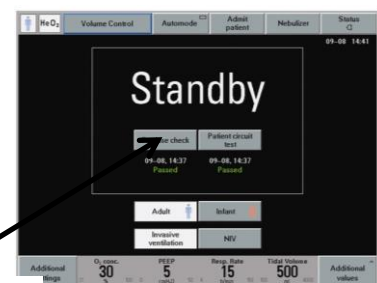 HeO₂ Volume Control Automode Admit patient Nebulizer Status
09-08 14:41
Standby
check Patient circuit test
09-08, 14:37 09-08, 14:37
Passed Passed
Adult Infant
Invasive ventilation NIV
Additional O₂ conc. PEEP Resp. Rate Tidal Volume Additional values
30 5 15 500